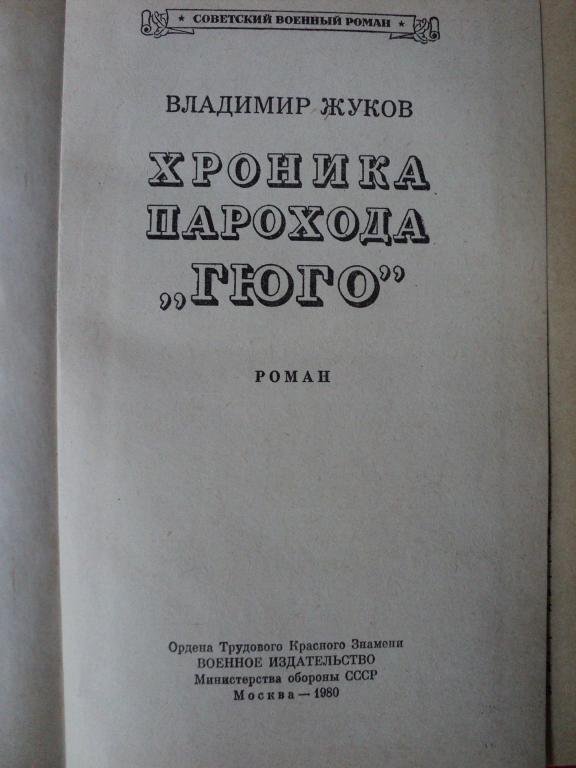 ★ СОВЕТСКИЙ ВОЕННЫЙ РОМАН ★
ВЛАДИМИР ЖУКОВ
ХРОНИКА
ПАРОХОДА
„ГЮГО”
РОМАН
Ордена Трудового Красного Знамени
ВОЕННОЕ ИЗДАТЕЛЬСТВО
Министерства обороны СССР
Москва — 1980